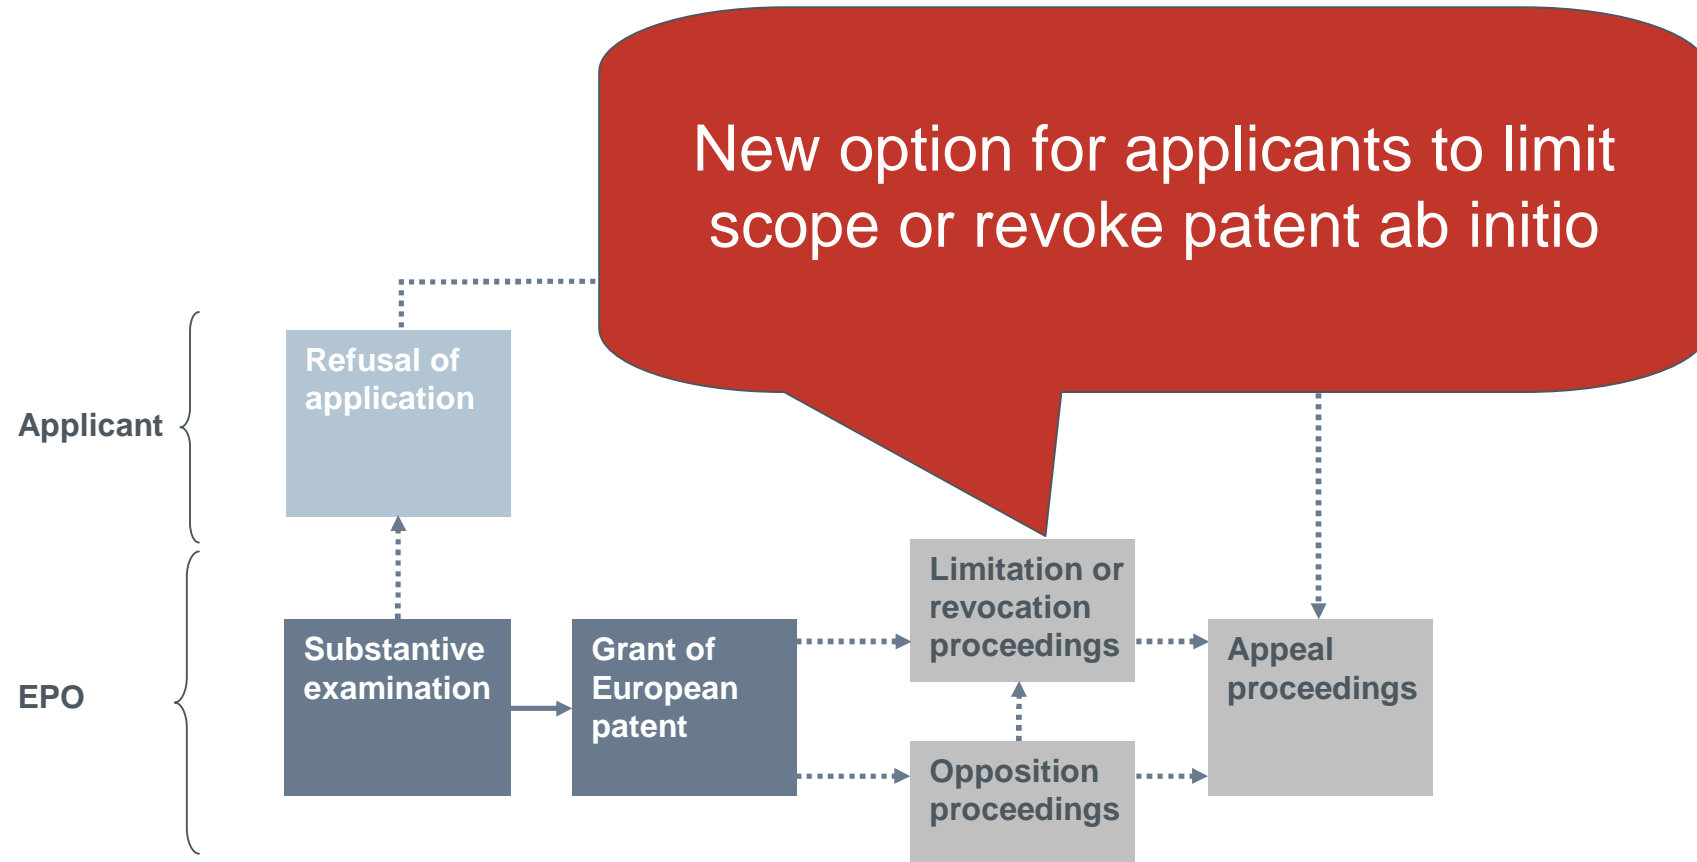 New option for applicants to limit
scope or revoke patent ab initio
Refusal of
application
Applicant
Limitation or
revocation
proceedings
Substantive
examination
Grant of
European
patent
Appeal
proceedings
EPO
Opposition
proceedings